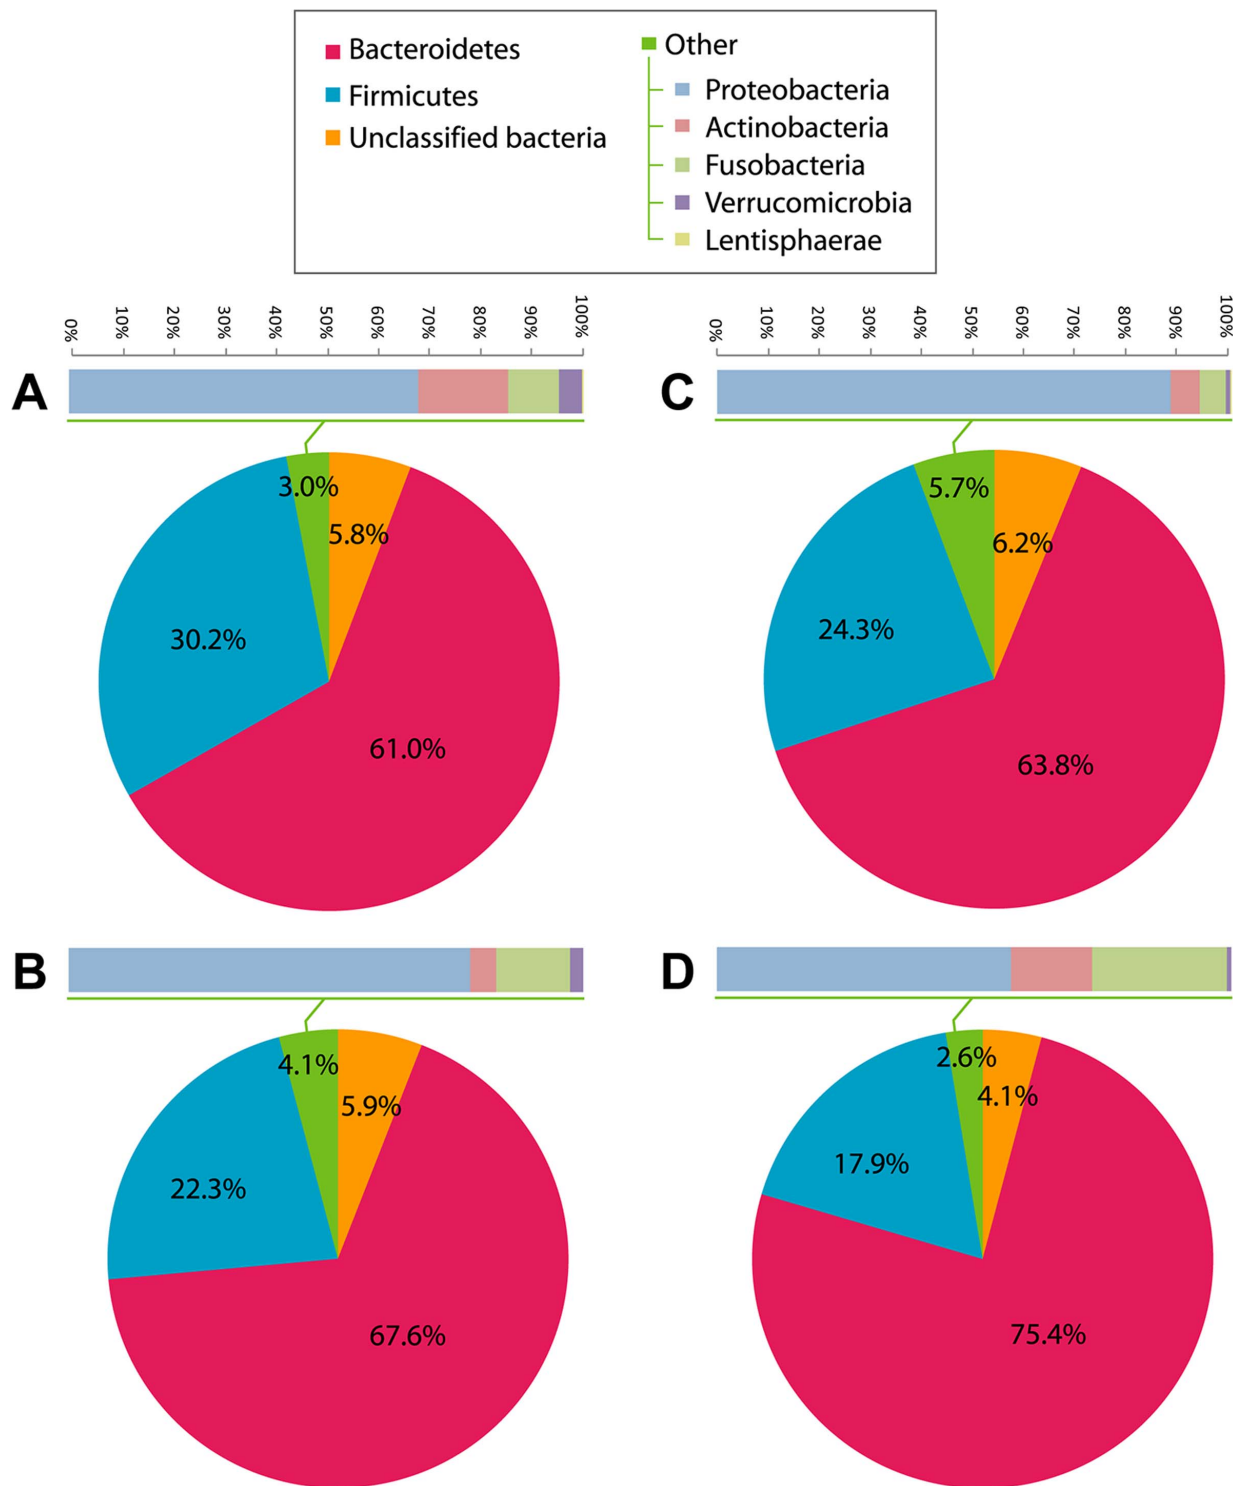 Bacteroidetes
Firmicutes
Unclassified bacteria
Other
Proteobacteria
Actinobacteria
Fusobacteria
Verrucomicrobia
Lentisphaerae
0% 10% 20% 30% 40% 50% 60% 70% 80% 90% 100%
A
3.0%
5.8%
30.2%
61.0%
0% 10% 20% 30% 40% 50% 60% 70% 80% 90% 100%
C
5.7%
6.2%
24.3%
63.8%
B
4.1%
5.9%
22.3%
67.6%
D
2.6%
4.1%
17.9%
75.4%